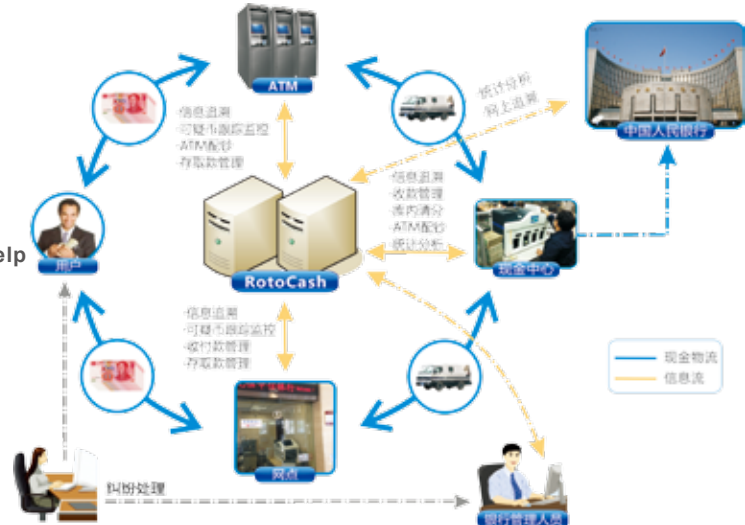 ATM
·信息追溯
·可疑币跟踪监控
·ATM配钞
·存取款管理
统计分析
网上追溯
中国人民银行
·信息追溯
·收款管理
·库内清分
·ATM配钞
·统计分析
elp
用户
RotoCash
现金中心
·信息追溯
·可疑币跟踪监控
·收付款管理
·存取款管理
现金物流
信息流
网点
纠纷处理
银行管理人员